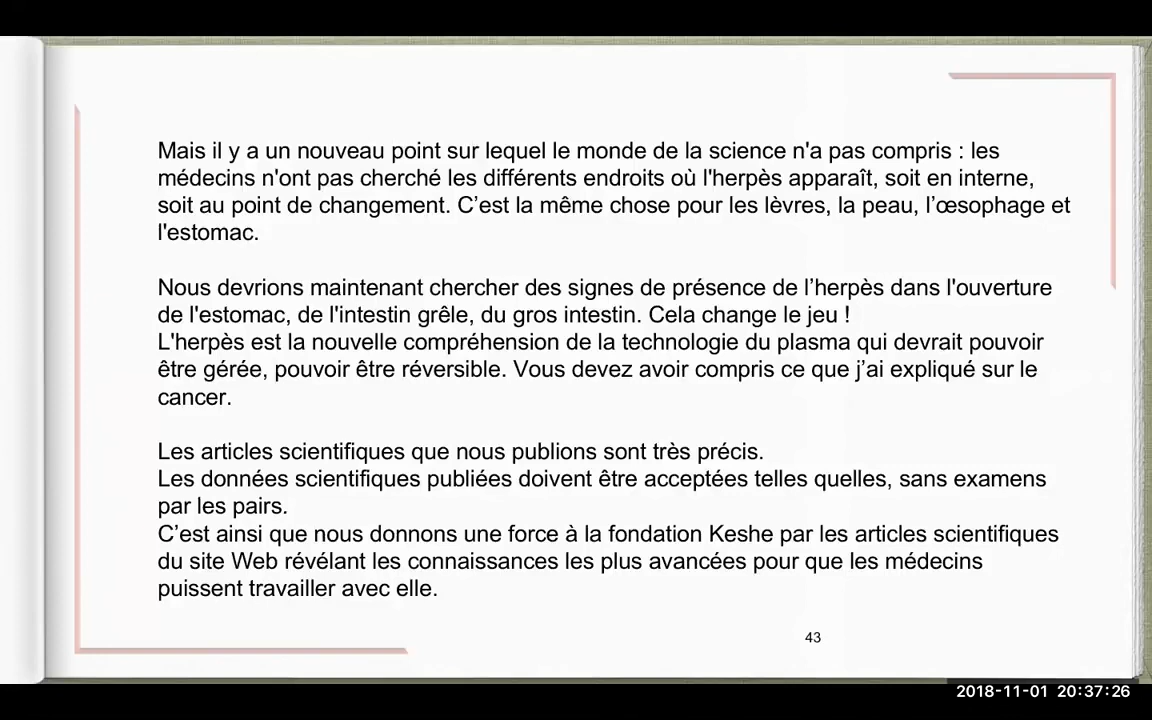 Mais il y a un nouveau point sur lequel le monde de la science n'a pas compris : les
médecins n'ont pas cherché les différents endroits où l'herpès apparaît, soit en interne,
soit au point de changement. C’est la même chose pour les lèvres, la peau, l’œsophage et
l'estomac.
Nous devrions maintenant chercher des signes de présence de l’herpès dans l'ouverture
de l'estomac, de l'intestin grêle, du gros intestin. Cela change le jeu !
L'herpès est la nouvelle compréhension de la technologie du plasma qui devrait pouvoir
être gérée, pouvoir être réversible. Vous devez avoir compris ce que j’ai expliqué sur le
cancer.
Les articles scientifiques que nous publions sont très précis.
Les données scientifiques publiées doivent être acceptées telles quelles, sans examens
par les pairs.
C’est ainsi que nous donnons une force à la fondation Keshe par les articles scientifiques
du site Web révélant les connaissances les plus avancées pour que les médecins
puissent travailler avec elle.
43
2018-11-01 20:37:26